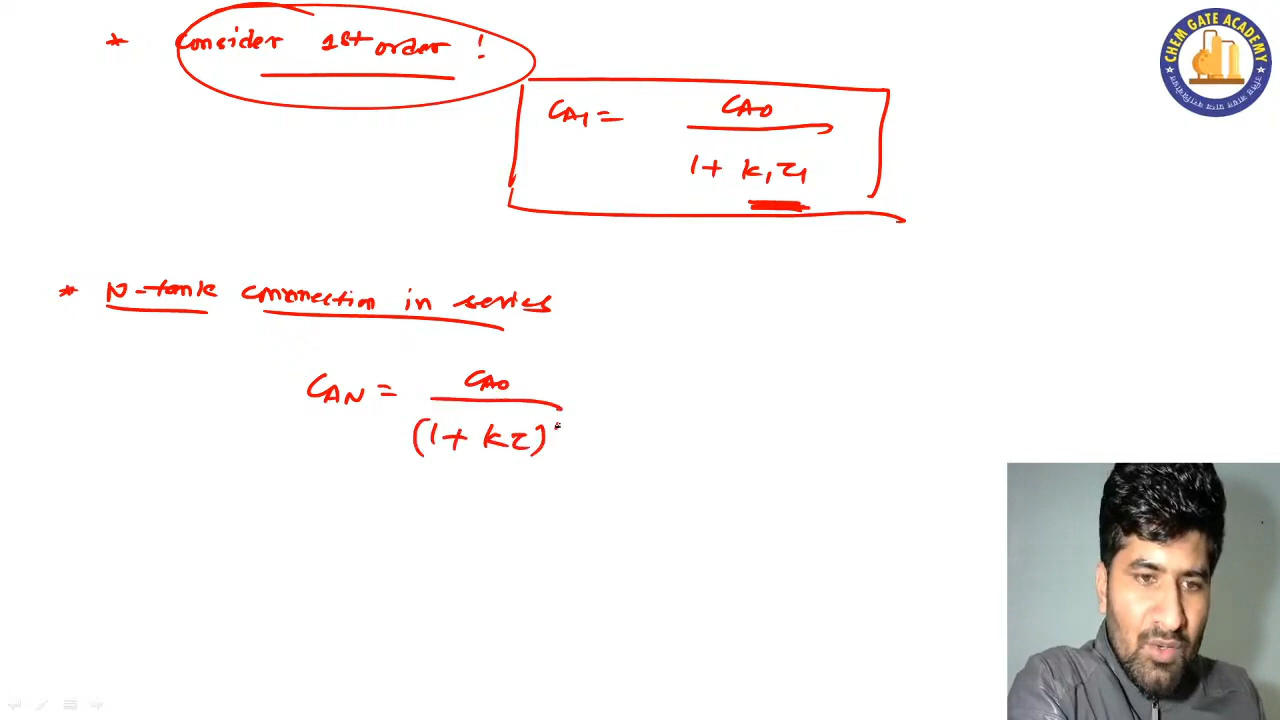 * Consider 1st order !
CA1 = CA0 / 1 + k1τ1
* N-tank connection in series
CAN = CA0 / (1 + kτ)
CHEM GATE ACADEMY